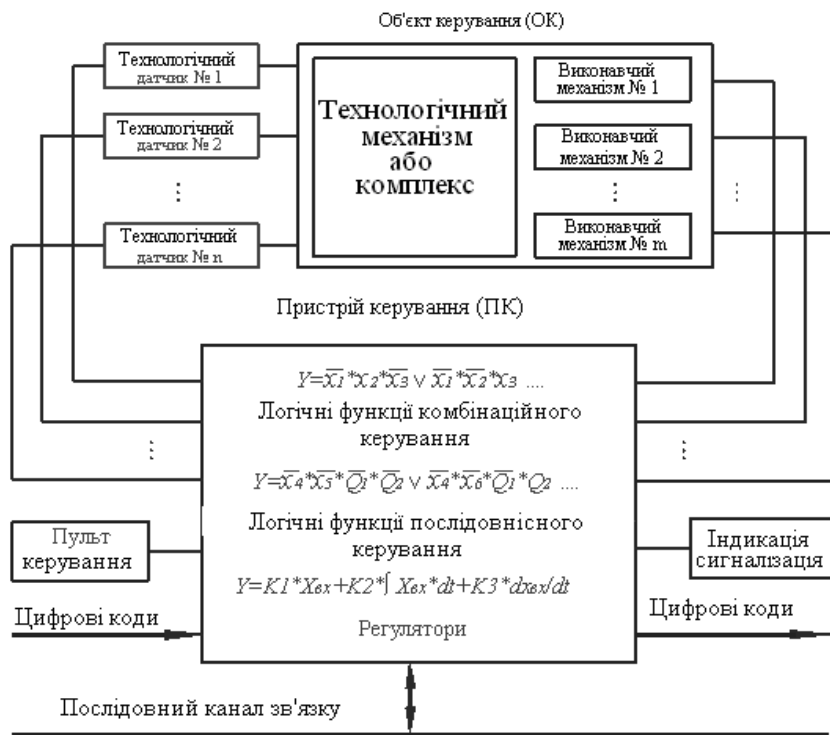 Об'єкт керування (ОК)
Технологічний
датчик № 1
Технологічний
датчик № 2
⋮
Технологічний
датчик № n
Технологічний
механізм
або
комплекс
Виконавчий
механізм № 1
Виконавчий
механізм № 2
⋮
Виконавчий
механізм № m
⋮
Пристрій керування (ПК)
Y=x̅₁*x₂*x̅₃ ∨ x̅₁*x̅₂*x₃ ....
Логічні функції комбінаційного
керування
Y=x̅₄*x̅₅*Q̅₁*Q̅₂ ∨ x̅₄*x̅₆*Q̅₁*Q₂ ....
Логічні функції послідовнісного
керування
Y=K1*Xвх+K2*∫ Xвх*dt+K3*dxвх/dt
Регулятори
⋮
⋮
Пульт
керування
Індикація
сигналізація
Цифрові коди
Цифрові коди
Послідовний канал зв'язку